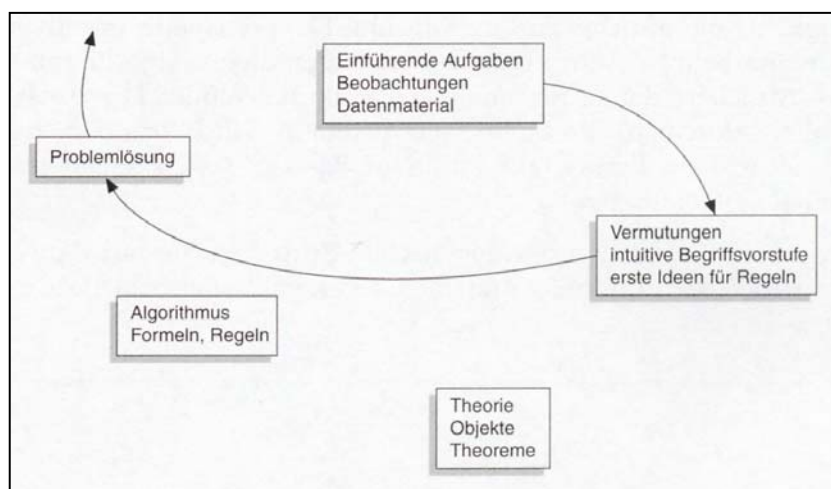 Einführende Aufgaben
Beobachtungen
Datenmaterial
Problemlösung
Vermutungen
intuitive Begriffsvorstufe
erste Ideen für Regeln
Algorithmus
Formeln, Regeln
Theorie
Objekte
Theoreme